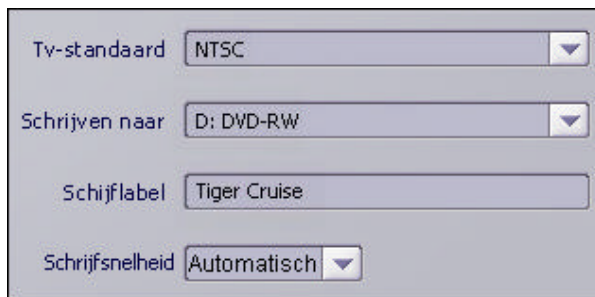 Tv-standaard NTSC
Schrijven naar D: DVD-RW
Schijflabel Tiger Cruise
Schrijfsnelheid Automatisch